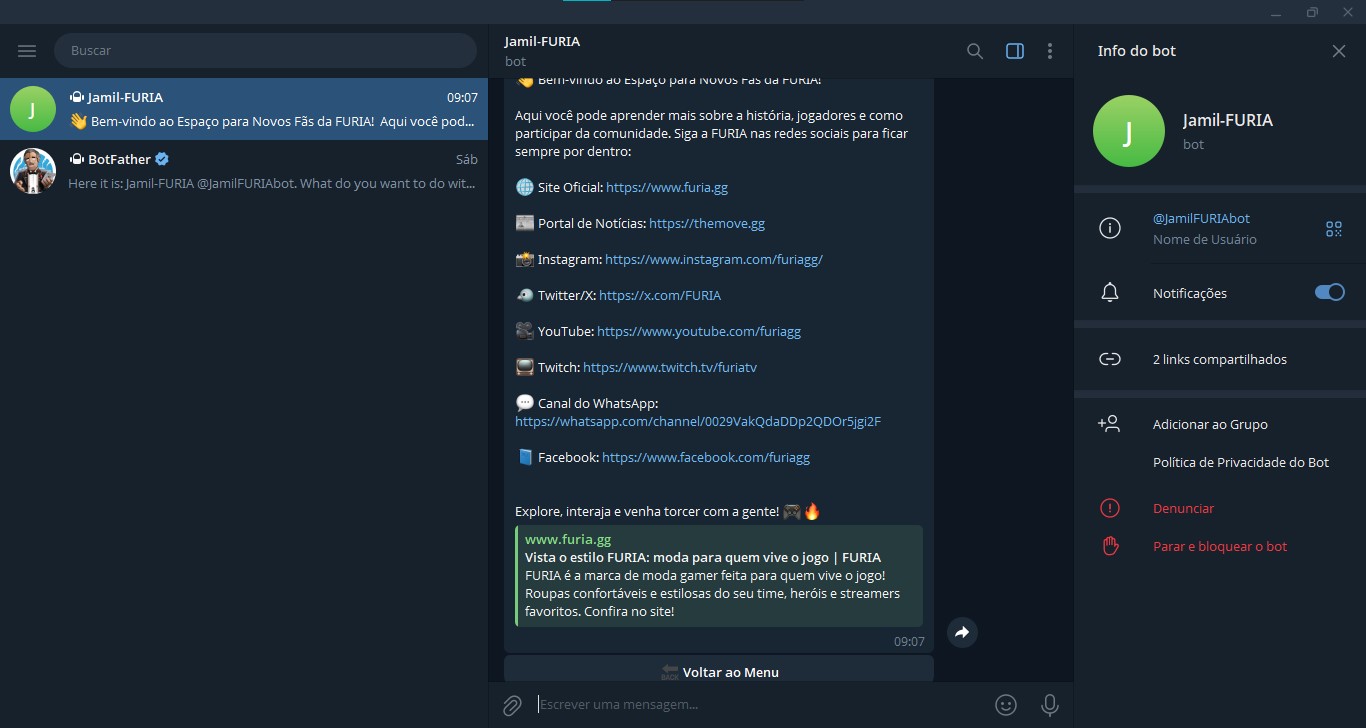 Buscar
Jamil-FURIA
09:07
👋 Bem-vindo ao Espaço para Novos Fãs da FURIA! Aqui você pod...
BotFather
Sáb
Here it is: Jamil-FURIA @JamilFURIAbot. What do you want to do wit...
Jamil-FURIA
bot
👋 Bem-vindo ao Espaço para Novos Fãs da FURIA!
Aqui você pode aprender mais sobre a história, jogadores e como
participar da comunidade. Siga a FURIA nas redes sociais para ficar
sempre por dentro:
🌐 Site Oficial: https://www.furia.gg
📰 Portal de Notícias: https://themove.gg
📸 Instagram: https://www.instagram.com/furiagg/
🐦 Twitter/X: https://x.com/FURIA
🎥 YouTube: https://www.youtube.com/furiagg
📺 Twitch: https://www.twitch.tv/furiatv
💬 Canal do WhatsApp:
https://whatsapp.com/channel/0029VakQdaDDp2QDOr5jgi2F
📘 Facebook: https://www.facebook.com/furiagg
Explore, interaja e venha torcer com a gente! 🎮🔥
www.furia.gg
Vista o estilo FURIA: moda para quem vive o jogo | FURIA
FURIA é a marca de moda gamer feita para quem vive o jogo!
Roupas confortáveis e estilosas do seu time, heróis e streamers
favoritos. Confira no site!
09:07
🔙 Voltar ao Menu
Escrever uma mensagem...
Info do bot
J
Jamil-FURIA
bot
@JamilFURIAbot
Nome de Usuário
Notificações
2 links compartilhados
Adicionar ao Grupo
Política de Privacidade do Bot
Denunciar
Parar e bloquear o bot